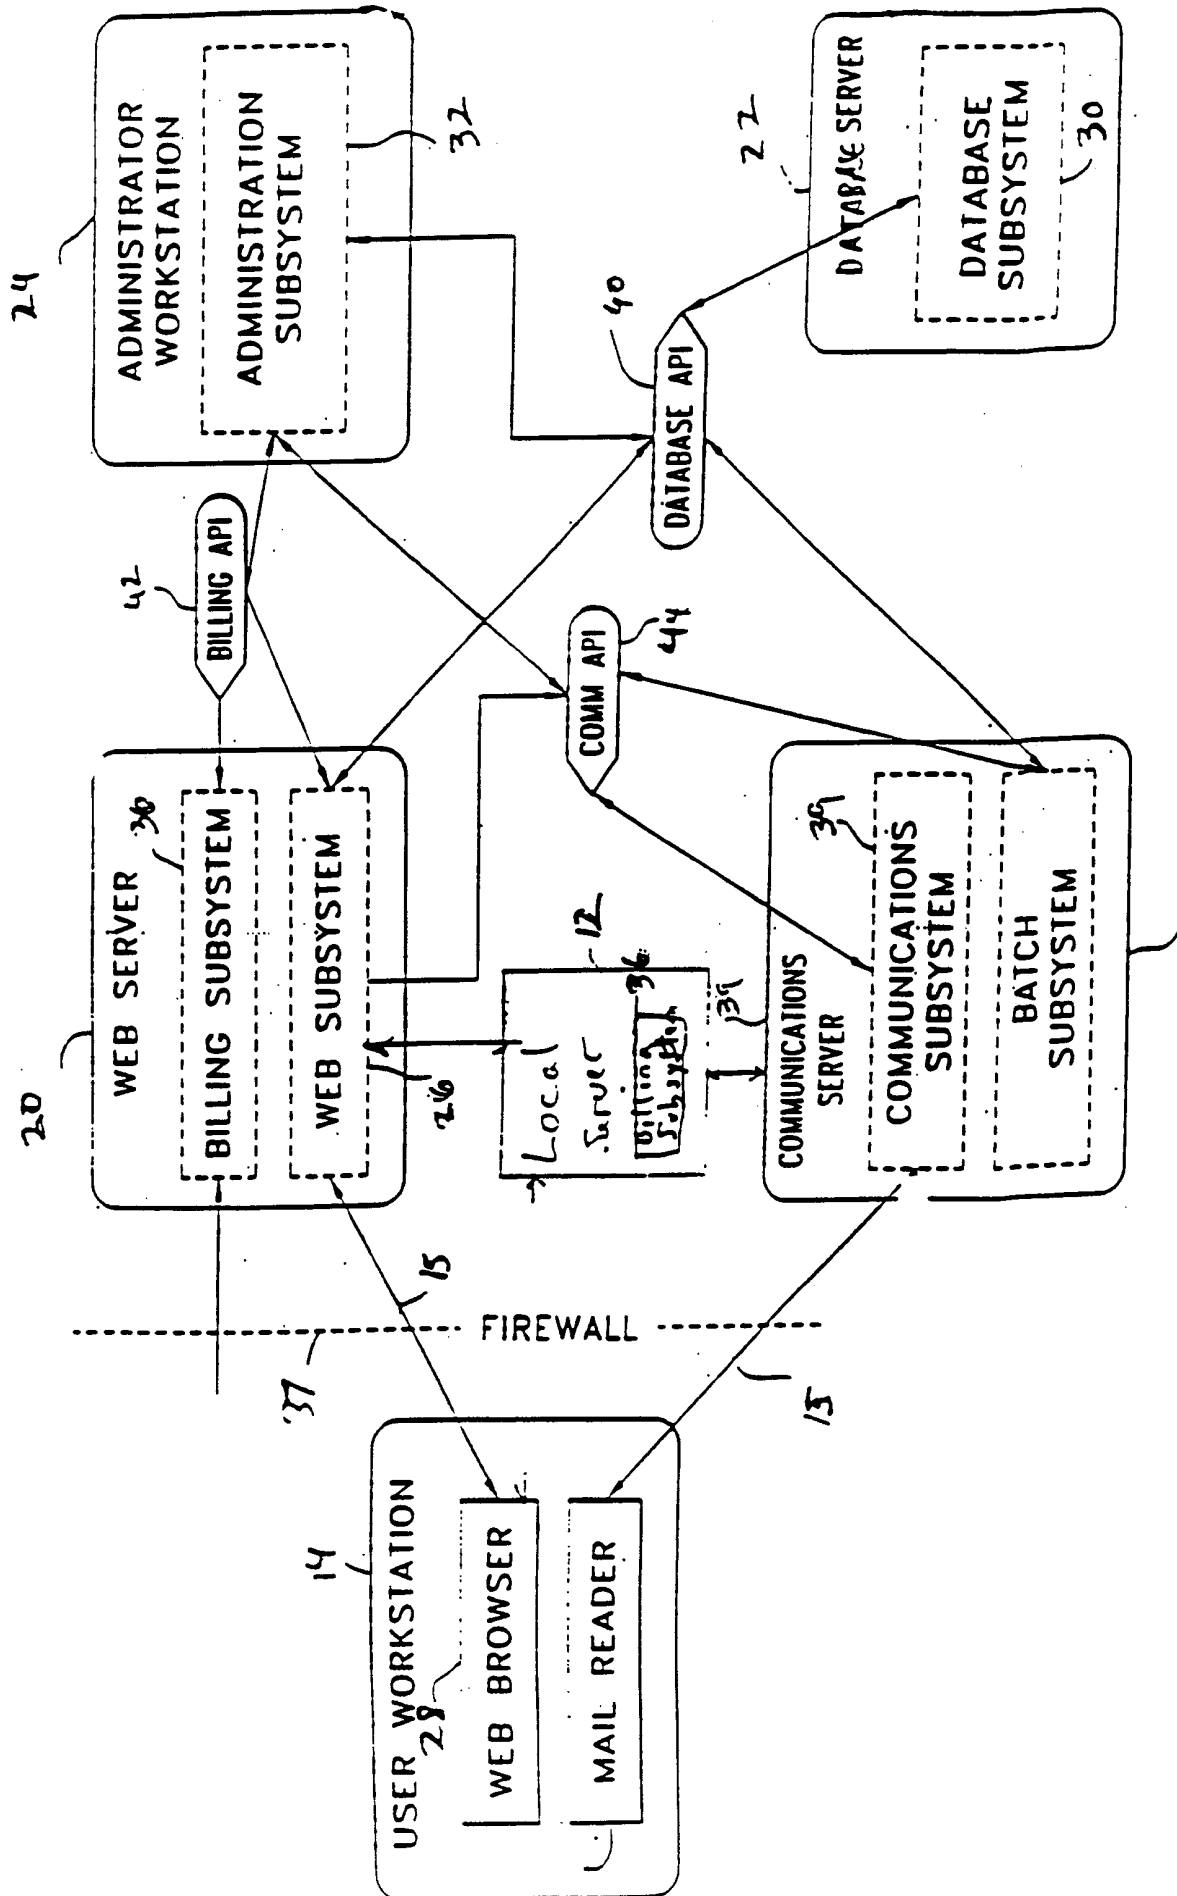 20
WEB SERVER
BILLING SUBSYSTEM
WEB SUBSYSTEM
26
42
BILLING API
24
ADMINISTRATOR
WORKSTATION
ADMINISTRATION
SUBSYSTEM
32
37
15
FIREWALL
15
14
USER WORKSTATION
28
WEB BROWSER
MAIL READER
12
Local
Server
36
Billing
Subsystem
44
COMM API
40
DATABASE API
COMMUNICATIONS
SERVER
COMMUNICATIONS
SUBSYSTEM
BATCH
SUBSYSTEM
22
DATABASE SERVER
DATABASE
SUBSYSTEM
30